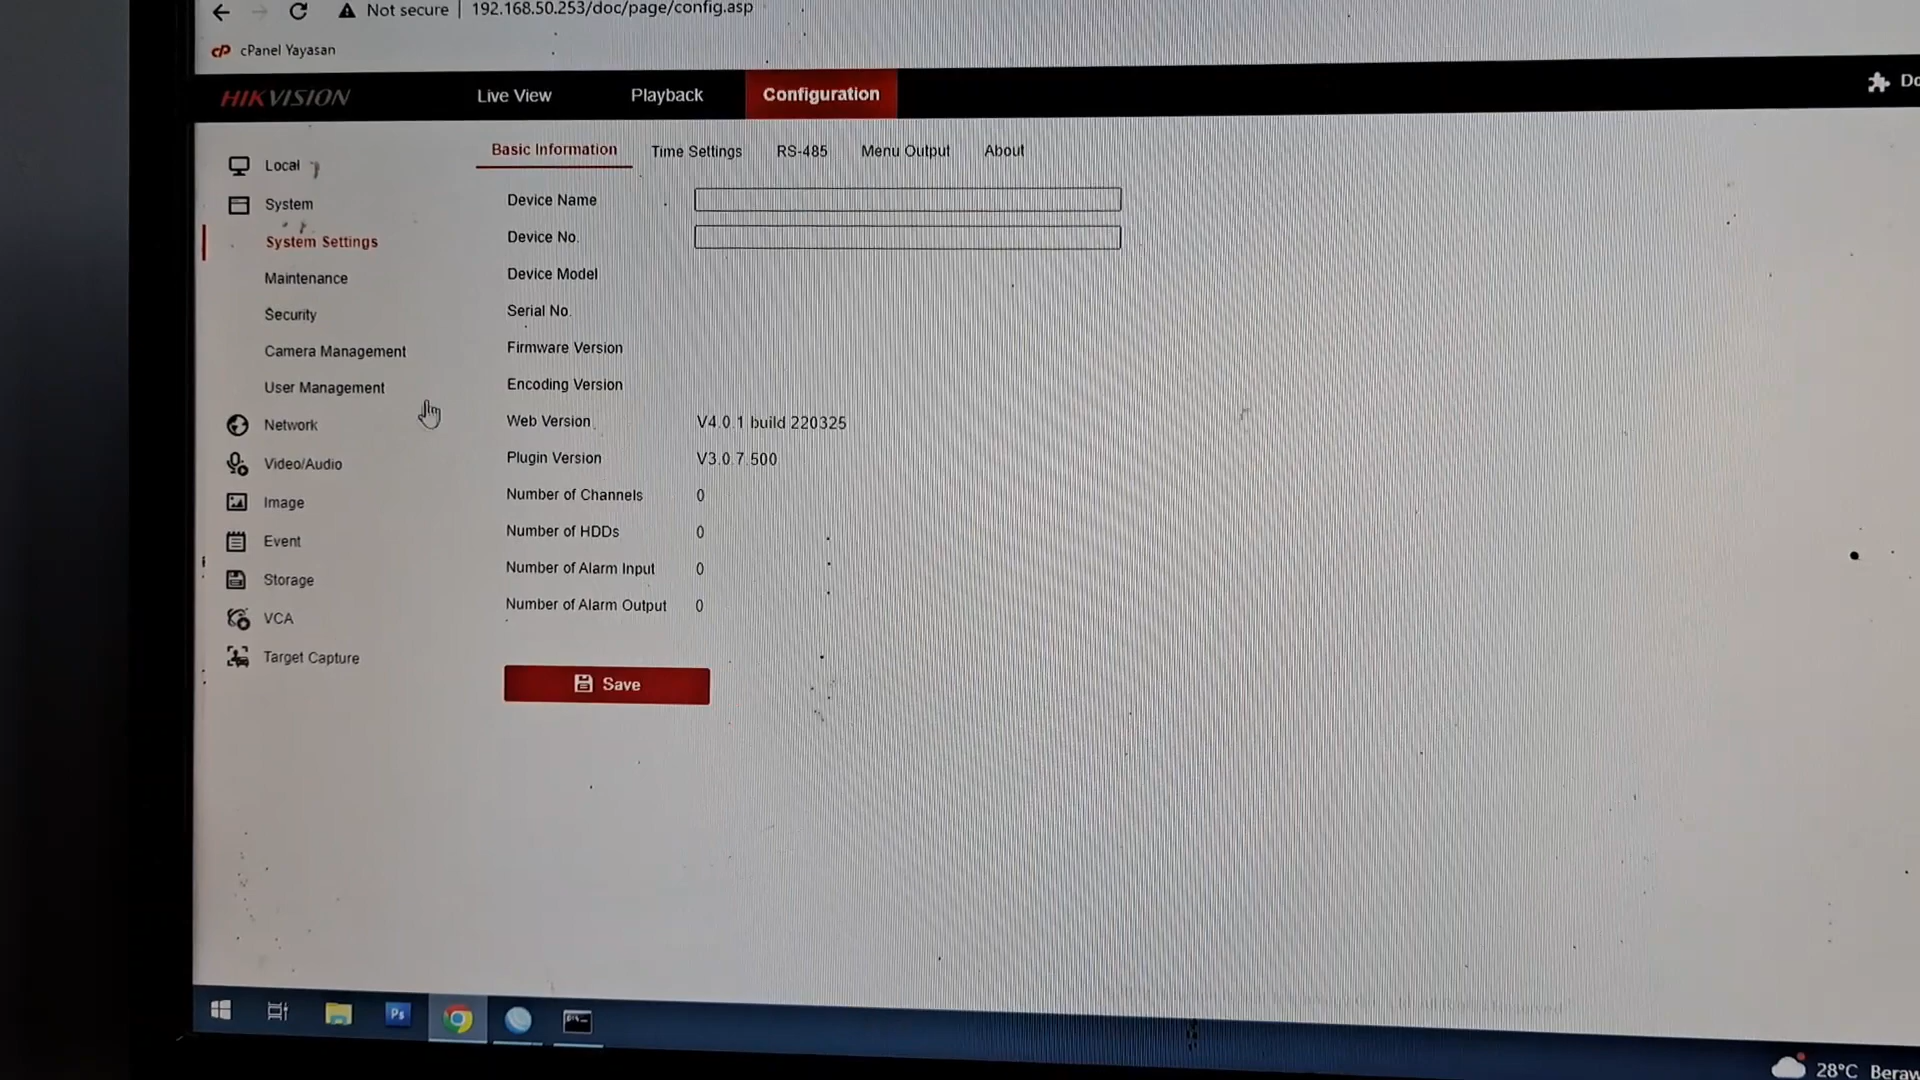 Not secure | 192.168.50.253/doc/page/config.asp
cP cPanel Yayasan
HIKVISION Live View Playback Configuration Do
Local
System
System Settings
Maintenance
Security
Camera Management
User Management
Network
Video/Audio
Image
Event
Storage
VCA
Target Capture
Basic Information Time Settings RS-485 Menu Output About
Device Name
Device No.
Device Model
Serial No.
Firmware Version
Encoding Version
Web Version V4.0.1 build 220325
Plugin Version V3.0.7.500
Number of Channels 0
Number of HDDs 0
Number of Alarm Input 0
Number of Alarm Output 0
Save
Ps
28°C Beraw